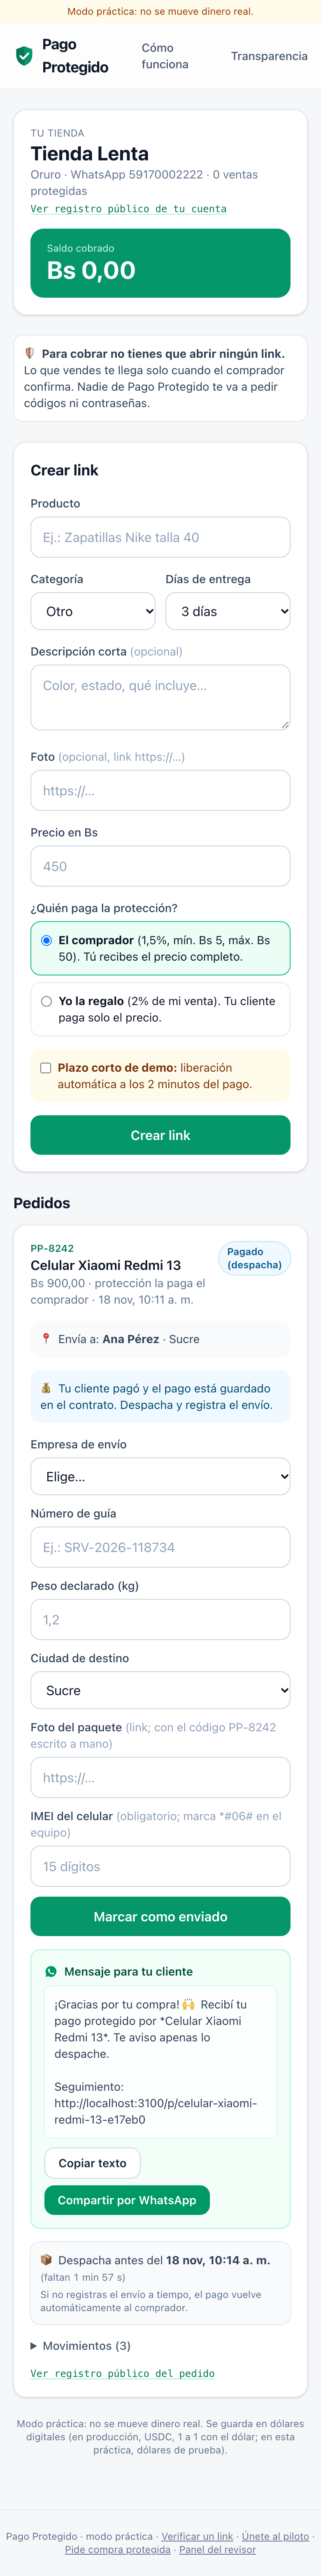 Modo práctica: no se mueve dinero real.
Pago
Protegido
Cómo
funciona
Transparencia
TU TIENDA
Tienda Lenta
Oruro · WhatsApp 59170002222 · 0 ventas
protegidas
Ver registro público de tu cuenta
Saldo cobrado
Bs 0,00
Para cobrar no tienes que abrir ningún link.
Lo que vendes te llega solo cuando el comprador
confirma. Nadie de Pago Protegido te va a pedir
códigos ni contraseñas.
Crear link
Producto
Ej.: Zapatillas Nike talla 40
Categoría
Días de entrega
Otro
3 días
Descripción corta (opcional)
Color, estado, qué incluye...
Foto (opcional, link https://...)
https://...
Precio en Bs
450
¿Quién paga la protección?
El comprador (1,5%, mín. Bs 5, máx. Bs
50). Tú recibes el precio completo.
Yo la regalo (2% de mi venta). Tu cliente
paga solo el precio.
Plazo corto de demo: liberación
automática a los 2 minutos del pago.
Crear link
Pedidos
PP-8242
Pagado
(despacha)
Celular Xiaomi Redmi 13
Bs 900,00 · protección la paga el
comprador · 18 nov, 10:11 a. m.
📍 Envía a: Ana Pérez · Sucre
💰 Tu cliente pagó y el pago está guardado
en el contrato. Despacha y registra el envío.
Empresa de envío
Elige...
Número de guía
Ej.: SRV-2026-118734
Peso declarado (kg)
1,2
Ciudad de destino
Sucre
Foto del paquete (link; con el código PP-8242
escrito a mano)
https://...
IMEI del celular (obligatorio; marca *#06# en el
equipo)
15 dígitos
Marcar como enviado
Mensaje para tu cliente
¡Gracias por tu compra! 🙌 Recibí tu
pago protegido por *Celular Xiaomi
Redmi 13*. Te aviso apenas lo
despache.
Seguimiento:
http://localhost:3100/p/celular-xiaomi-
redmi-13-e17eb0
Copiar texto
Compartir por WhatsApp
📦 Despacha antes del 18 nov, 10:14 a. m.
(faltan 1 min 57 s)
Si no registras el envío a tiempo, el pago vuelve
automáticamente al comprador.
▶ Movimientos (3)
Ver registro público del pedido
Modo práctica: no se mueve dinero real. Se guarda en dólares
digitales (en producción, USDC, 1 a 1 con el dólar; en esta
práctica, dólares de prueba).
Pago Protegido · modo práctica · Verificar un link · Únete al piloto ·
Pide compra protegida · Panel del revisor